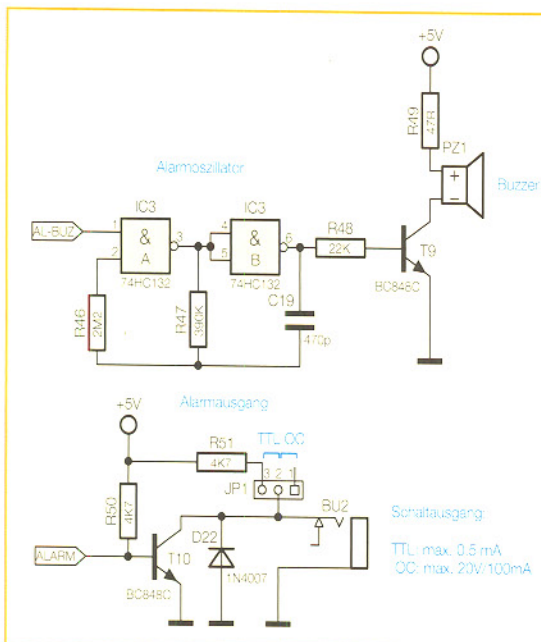 +5V
R49
47R
PZ1
+
−
Buzzer
Alarmoszillator
IC3
IC3
AL-BUZ
1
2
3
&
A
4
5
6
&
B
74HC132
74HC132
R48
22K
T9
BC848C
R46
2M2
R47
390K
C19
470p
Alarmausgang
+5V
R51
4K7
TTL OC
3 2 1
JP1
R50
4K7
BU2
ALARM
T10
BC848C
D22
1N4007
Schaltausgang:
TTL: max. 0.5 mA
OC: max. 20V/100mA